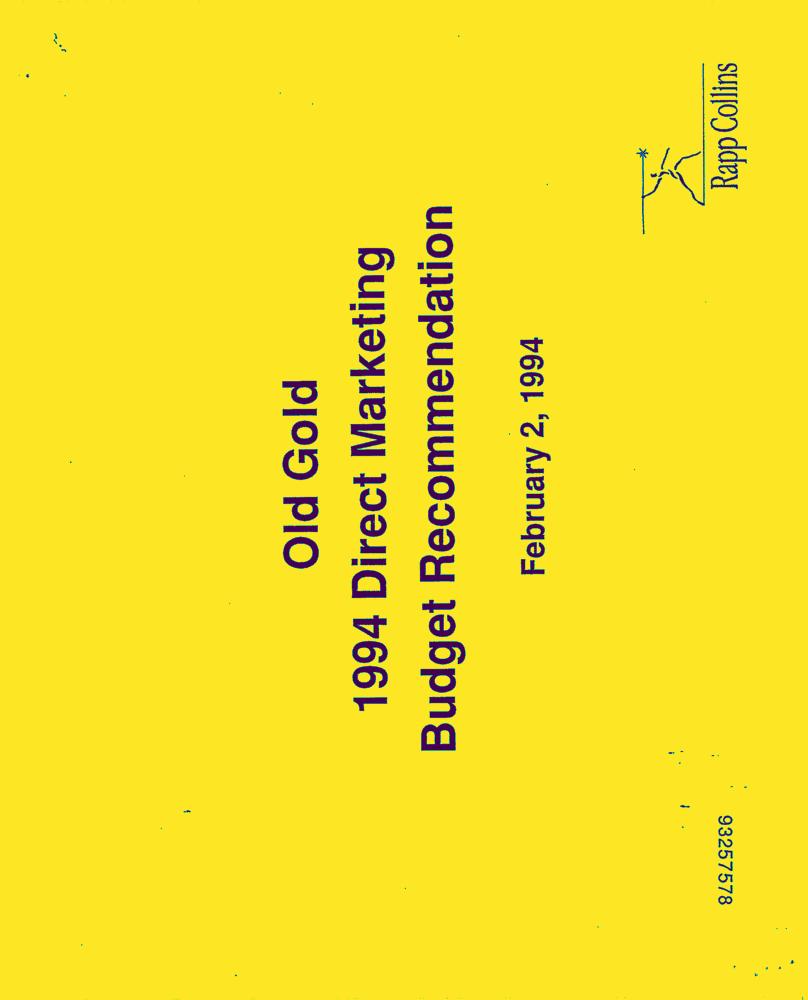 Old Gold
1994 Direct Marketing
Budget Recommendation
February 2, 1994
Rapp Collins
93257578